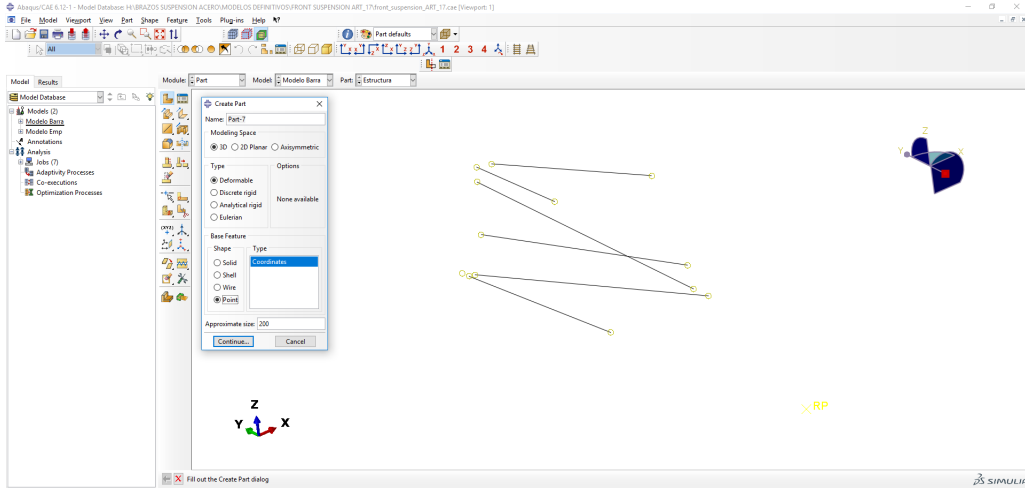 Abaqus/CAE 6.12-1 - Model Database: H:\BRAZOS SUSPENSION ACERO\MODELOS DEFINITIVOS\FRONT SUSPENSION ART_17\front_suspension_ART_17.cae [Viewport: 1]
File Model Viewport View Part Shape Feature Tools Plug-ins Help
Part defaults
All
1 2 3 4
Model Results
Module: Part Model: Modelo Barra Part: Estructura
Model Database
Models (2)
Modelo Barra
Modelo Emp
Annotations
Analysis
Jobs (7)
Adaptivity Processes
Co-executions
Optimization Processes
Create Part
Name: Part-7
Modeling Space
3D 2D Planar Axisymmetric
Type Options
Deformable
Discrete rigid
Analytical rigid
Eulerian
None available
Base Feature
Shape Type
Solid
Shell
Wire
Point
Coordinates
Approximate size: 200
Continue... Cancel
Z
Y
X
RP
Z
Y X
Fill out the Create Part dialog
SIMULIA